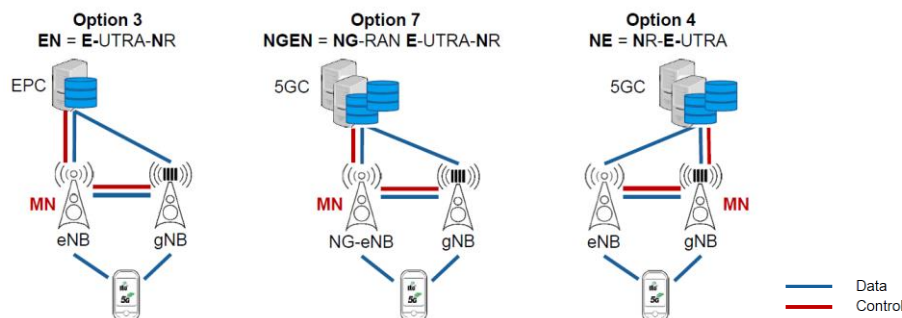 Option 3
EN = E-UTRA-NR
EPC
MN
eNB
gNB
5G
Option 7
NGEN = NG-RAN E-UTRA-NR
5GC
MN
NG-eNB
gNB
5G
Option 4
NE = NR-E-UTRA
5GC
MN
eNB
gNB
5G
Data
Control